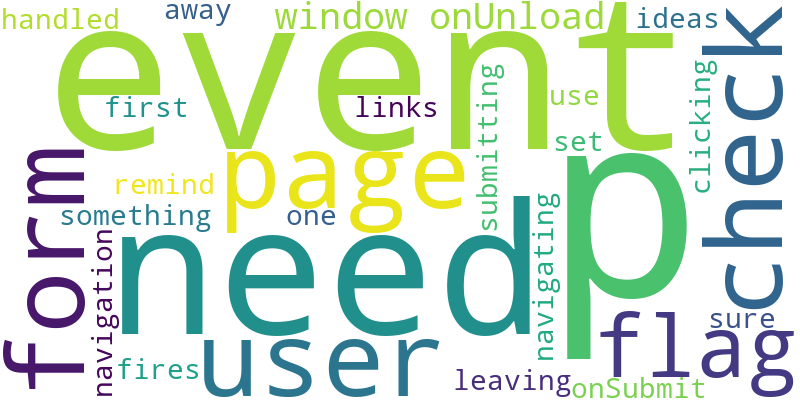 handled
away
window onUnload
ideas
event
check
first
links
submitting
use
clicking
set
form
page
p
remind
something
one
need
navigation
navigating
user
flag
sure
fires
leaving
onSubmit